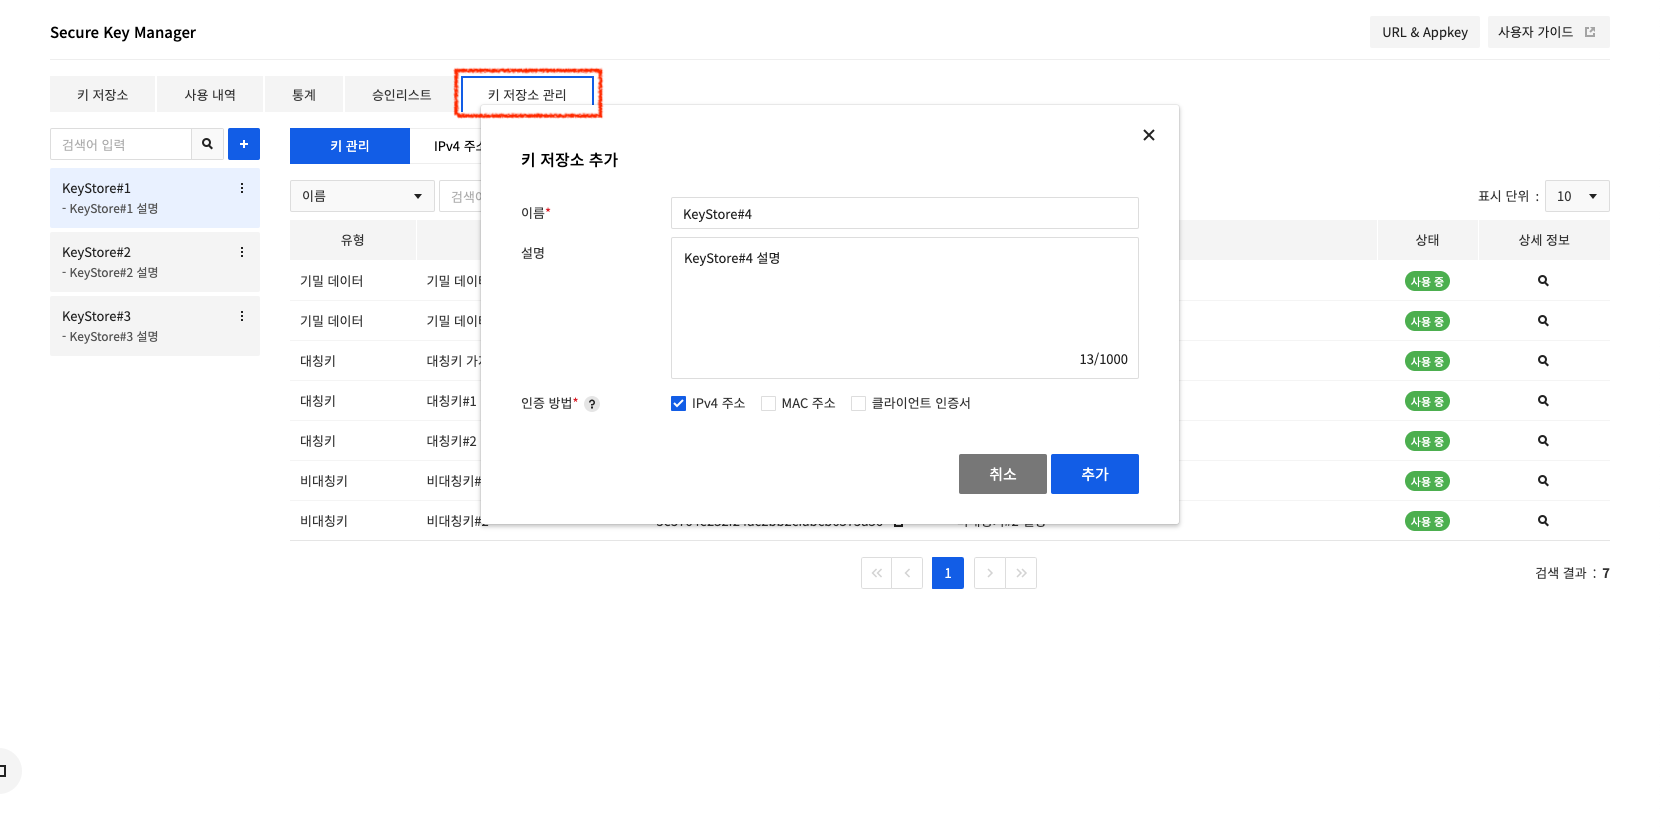 Secure Key Manager
URL & Appkey
사용자 가이드
키 저장소
사용 내역
통계
승인리스트
키 저장소 관리
검색어 입력
+
KeyStore#1
- KeyStore#1 설명
KeyStore#2
- KeyStore#2 설명
KeyStore#3
- KeyStore#3 설명
키 관리
IPv4 주소
이름
검색어
표시 단위 :
10
유형
상태
상세 정보
기밀 데이터
기밀 데이터
사용 중
기밀 데이터
기밀 데이터
사용 중
대칭키
대칭키
사용 중
대칭키
대칭키#1
사용 중
대칭키
대칭키#2
사용 중
비대칭키
비대칭키#
사용 중
비대칭키
비대칭키#2
사용 중
키 저장소 추가
이름*
KeyStore#4
설명
KeyStore#4 설명
13/1000
인증 방법* ?
IPv4 주소
MAC 주소
클라이언트 인증서
취소
추가
1
검색 결과 : 7